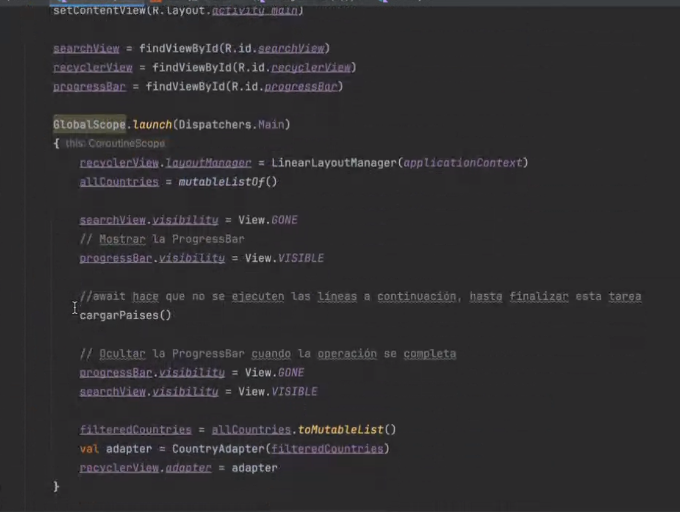 setContentView(R.layout.activity_main)
searchView = findViewById(R.id.searchView)
recyclerView = findViewById(R.id.recyclerView)
progressBar = findViewById(R.id.progressBar)
GlobalScope.launch(Dispatchers.Main)
{ this: CoroutineScope
recyclerView.layoutManager = LinearLayoutManager(applicationContext)
allCountries = mutableListOf()
searchView.visibility = View.GONE
// Mostrar la ProgressBar
progressBar.visibility = View.VISIBLE
//await hace que no se ejecuten las líneas a continuación, hasta finalizar esta tarea
cargarPaises()
// Ocultar la ProgressBar cuando la operación se completa
progressBar.visibility = View.GONE
searchView.visibility = View.VISIBLE
filteredCountries = allCountries.toMutableList()
val adapter = CountryAdapter(filteredCountries)
recyclerView.adapter = adapter
}